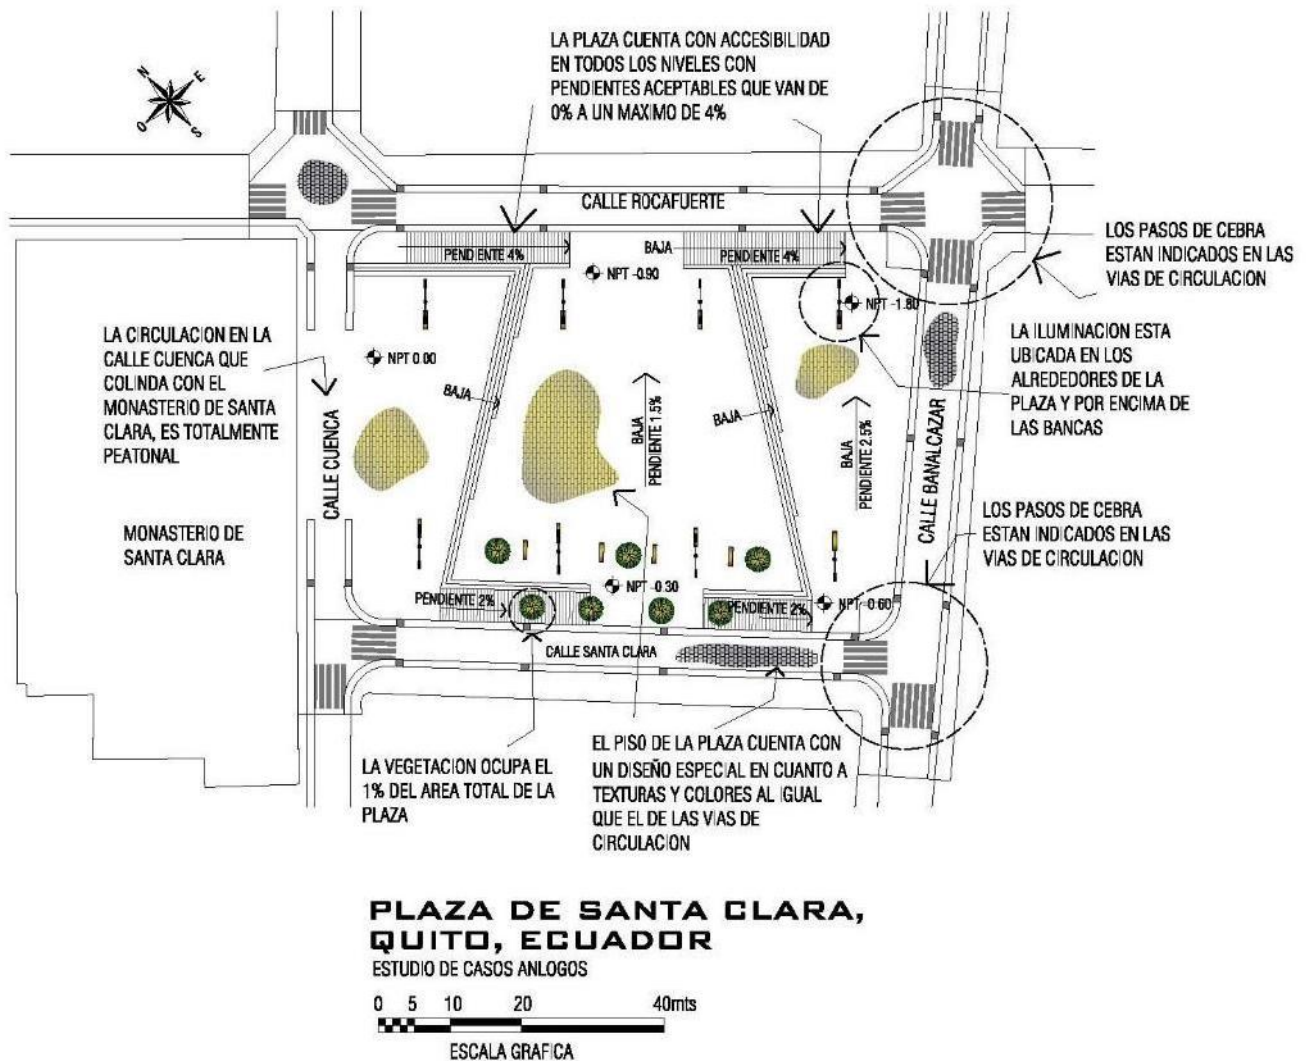 LA PLAZA CUENTA CON ACCESIBILIDAD
EN TODOS LOS NIVELES CON
PENDIENTES ACEPTABLES QUE VAN DE
0% A UN MAXIMO DE 4%
N
E
O
S
CALLE ROCAFUERTE
PENDIENTE 4%
BAJA
PENDIENTE 4%
LOS PASOS DE CEBRA
ESTAN INDICADOS EN LAS
VIAS DE CIRCULACION
NPT -0.90
NPT -1.80
LA CIRCULACION EN LA
CALLE CUENCA QUE
COLINDA CON EL
MONASTERIO DE SANTA
CLARA, ES TOTALMENTE
PEATONAL
NPT 0.00
LA ILUMINACION ESTA
UBICADA EN LOS
ALREDEDORES DE LA
PLAZA Y POR ENCIMA DE
LAS BANCAS
BAJA
BAJA
PENDIENTE 1.5%
BAJA
BAJA
PENDIENTE 2.5%
CALLE CUENCA
CALLE BANALCAZAR
LOS PASOS DE CEBRA
ESTAN INDICADOS EN LAS
VIAS DE CIRCULACION
MONASTERIO DE
SANTA CLARA
NPT -0.30
PENDIENTE 2%
PENDIENTE 2%
NPT -0.60
CALLE SANTA CLARA
LA VEGETACION OCUPA EL
1% DEL AREA TOTAL DE LA
PLAZA
EL PISO DE LA PLAZA CUENTA CON
UN DISEÑO ESPECIAL EN CUANTO A
TEXTURAS Y COLORES AL IGUAL
QUE EL DE LAS VIAS DE
CIRCULACION
PLAZA DE SANTA CLARA,
QUITO, ECUADOR
ESTUDIO DE CASOS ANLOGOS
0 5 10 20 40mts
ESCALA GRAFICA